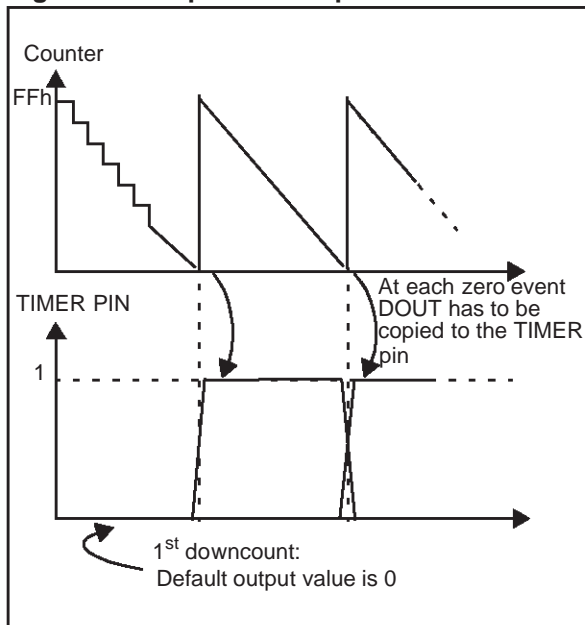 Counter
FFh
At each zero event
DOUT has to be
copied to the TIMER
pin
TIMER PIN
1
1st downcount:
Default output value is 0